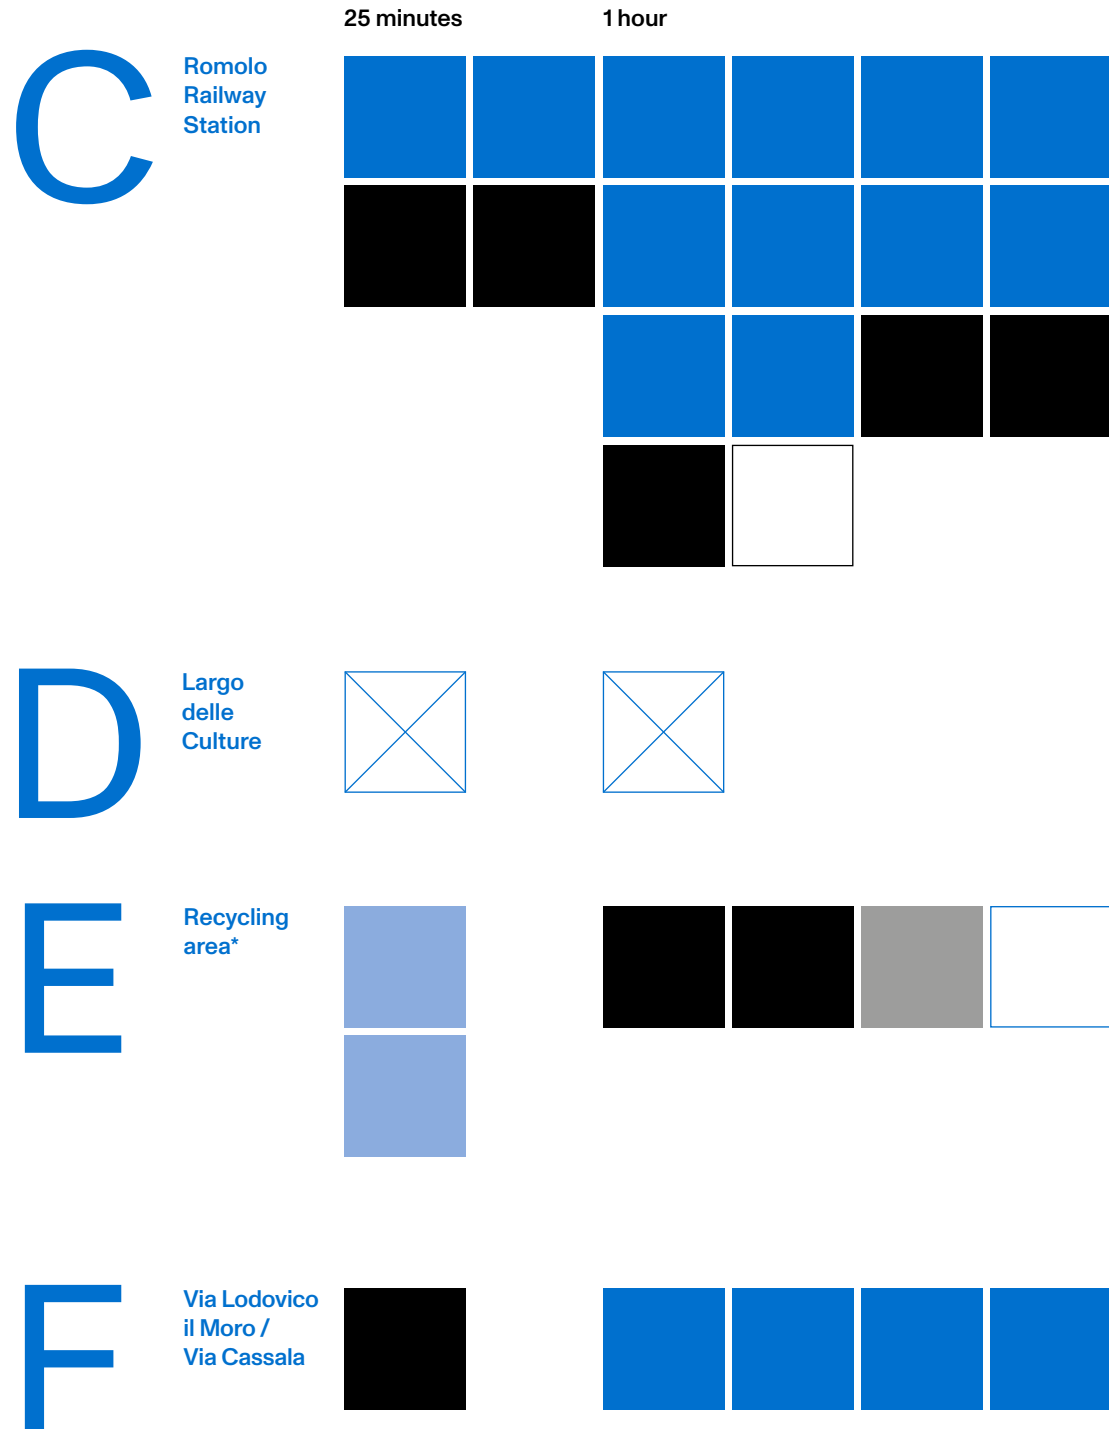 25 minutes
1 hour
C
Romolo
Railway
Station
D
Largo
delle
Culture
E
Recycling
area*
F
Via Lodovico
il Moro /
Via Cassala